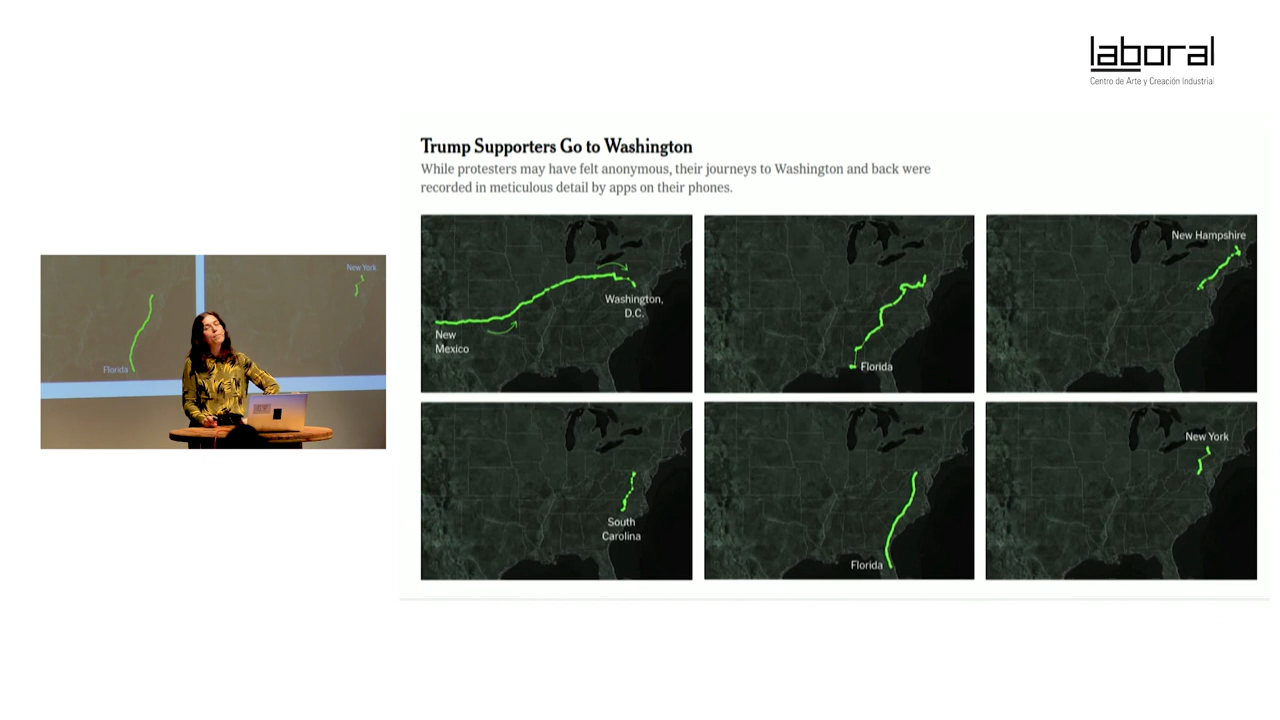 laboral
Centro de Arte y Creación Industrial
Trump Supporters Go to Washington
While protesters may have felt anonymous, their journeys to Washington and back were
recorded in meticulous detail by apps on their phones.
New
Mexico
Washington,
D.C.
Florida
New Hampshire
South
Carolina
Florida
New York
New York
Florida